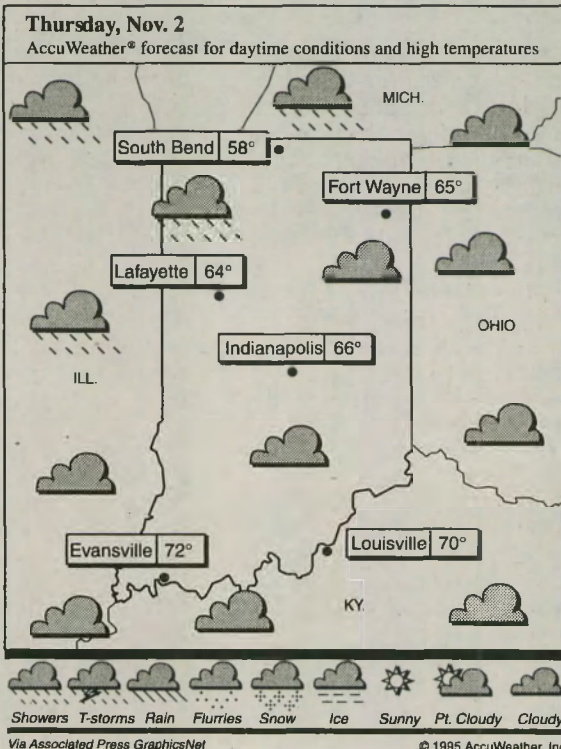 Thursday, Nov. 2
AccuWeather® forecast for daytime conditions and high temperatures
MICH.
South Bend 58°
Fort Wayne 65°
Lafayette 64°
OHIO
Indianapolis 66°
ILL.
Evansville 72°
Louisville 70°
KY.
Showers T-storms Rain Flurries Snow Ice Sunny Pt. Cloudy Cloudy
Via Associated Press GraphicsNet
© 1995 AccuWeather, Inc